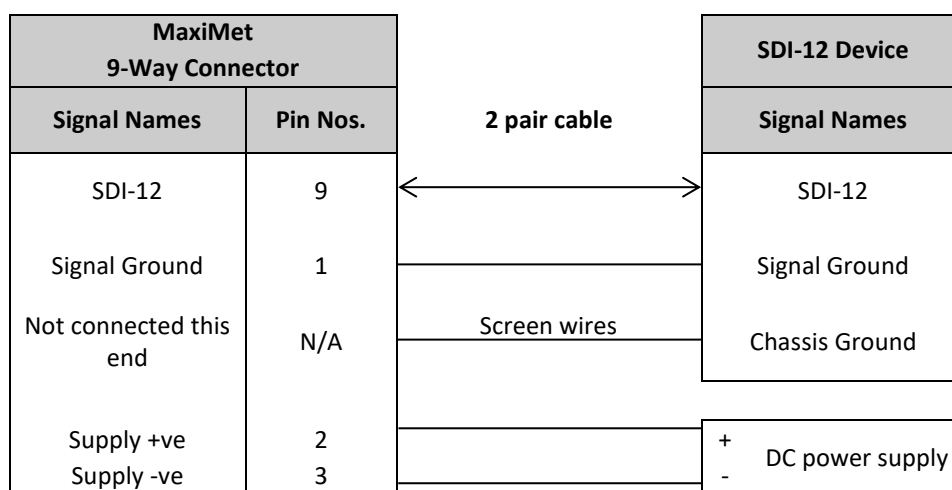 MaxiMet
9-Way Connector
SDI-12 Device
Signal Names Pin Nos. 2 pair cable Signal Names
SDI-12 9 SDI-12
Signal Ground 1 Signal Ground
Not connected this
end
N/A Screen wires Chassis Ground
Supply +ve 2 +
Supply -ve 3 -
DC power supply